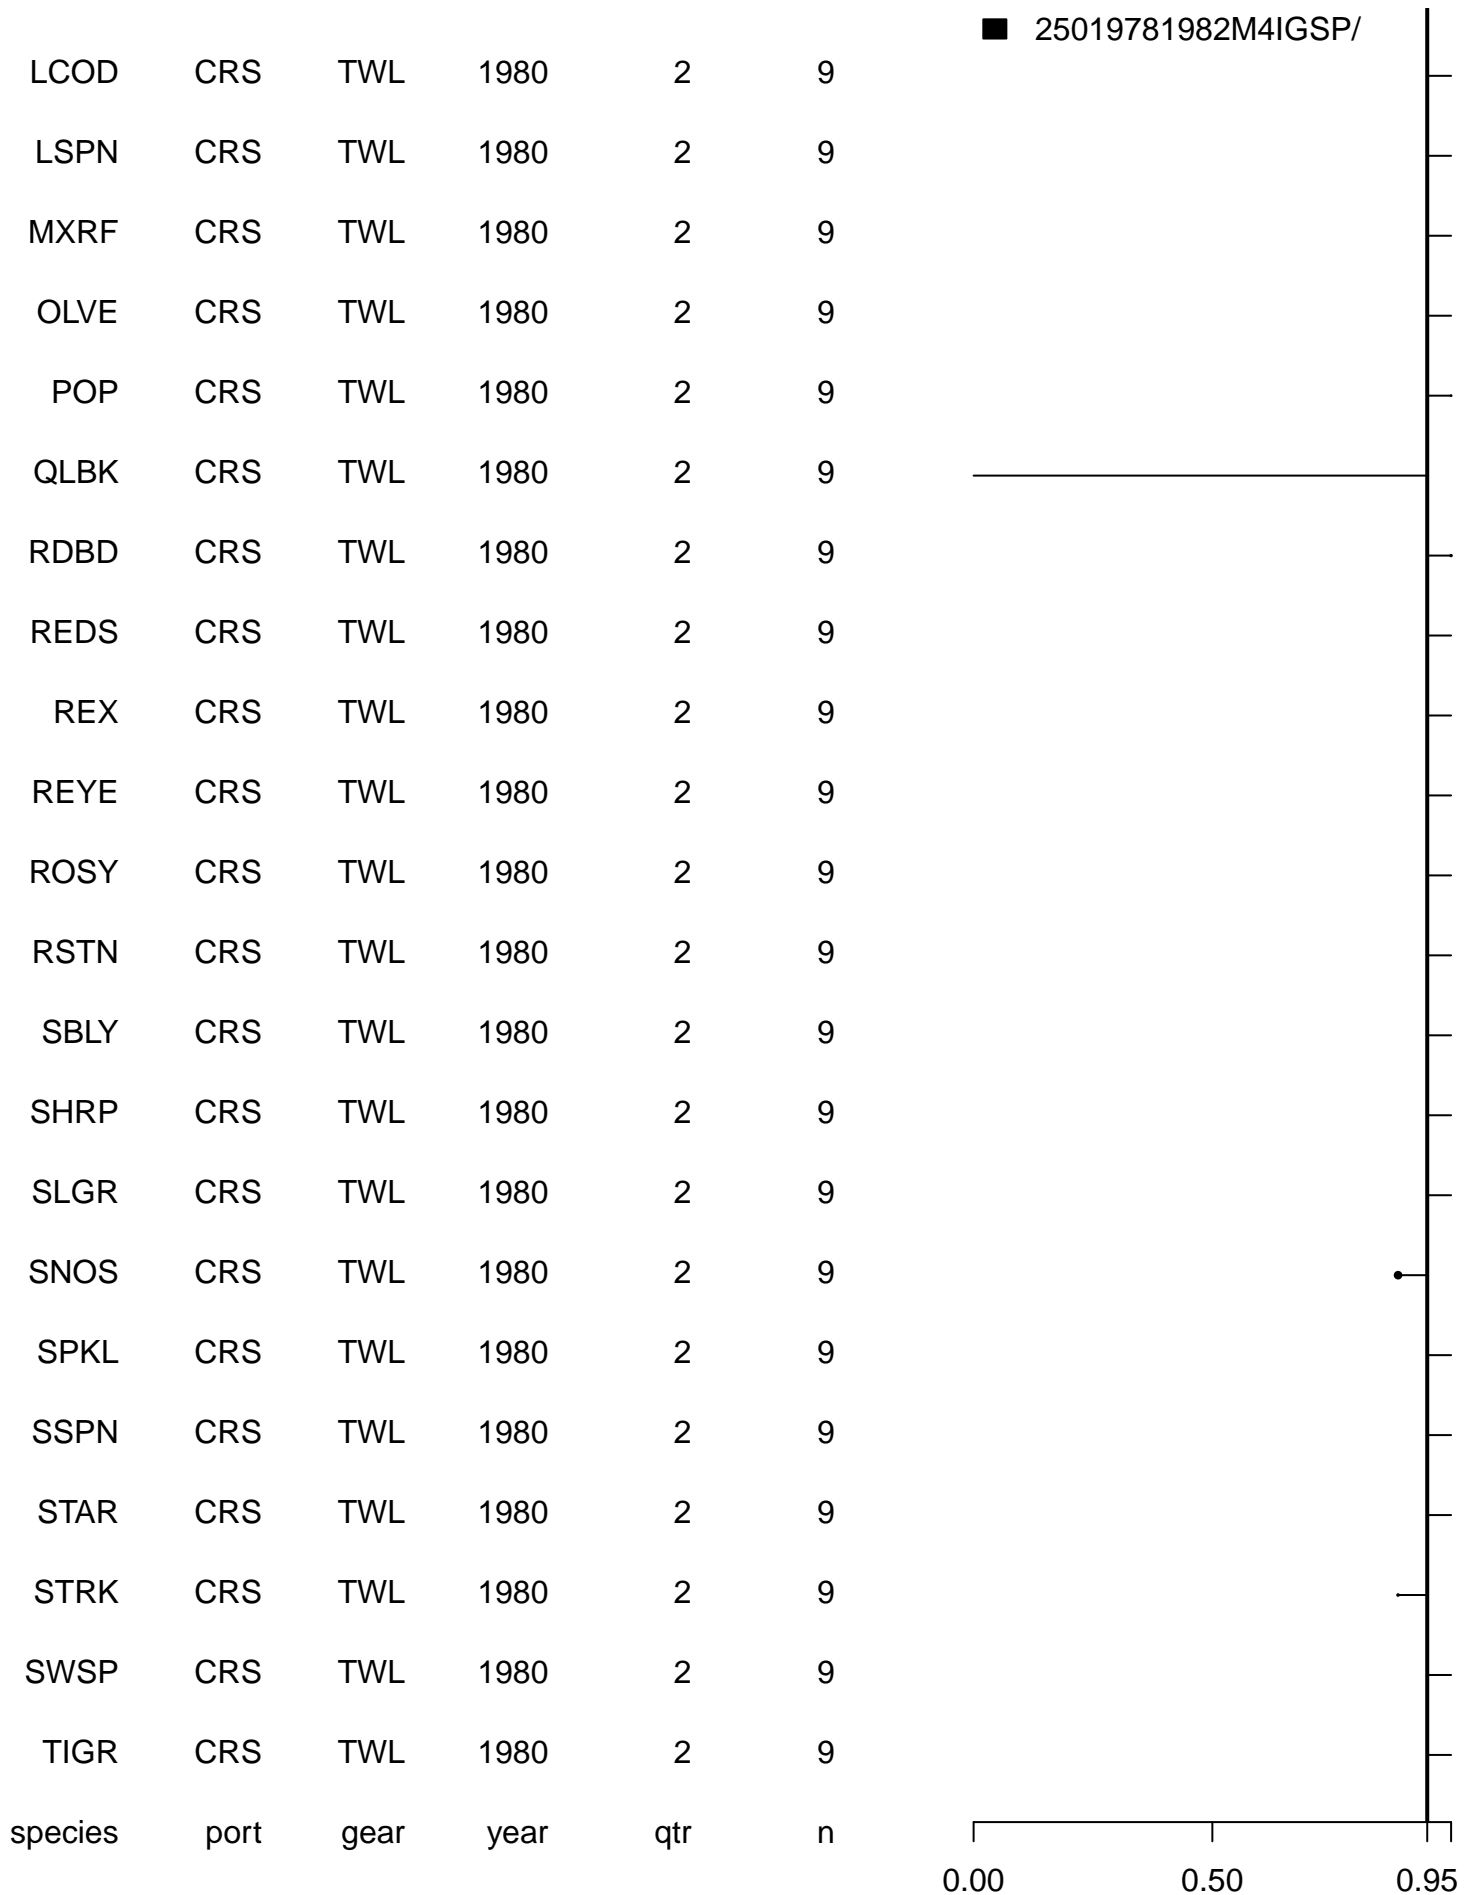 25019781982M4IGSP/
LCOD CRS TWL 1980 2 9
LSPN CRS TWL 1980 2 9
MXRF CRS TWL 1980 2 9
OLVE CRS TWL 1980 2 9
POP CRS TWL 1980 2 9
QLBK CRS TWL 1980 2 9
RDBD CRS TWL 1980 2 9
REDS CRS TWL 1980 2 9
REX CRS TWL 1980 2 9
REYE CRS TWL 1980 2 9
ROSY CRS TWL 1980 2 9
RSTN CRS TWL 1980 2 9
SBLY CRS TWL 1980 2 9
SHRP CRS TWL 1980 2 9
SLGR CRS TWL 1980 2 9
SNOS CRS TWL 1980 2 9
SPKL CRS TWL 1980 2 9
SSPN CRS TWL 1980 2 9
STAR CRS TWL 1980 2 9
STRK CRS TWL 1980 2 9
SWSP CRS TWL 1980 2 9
TIGR CRS TWL 1980 2 9
species port gear year qtr n
0.00 0.50 0.95